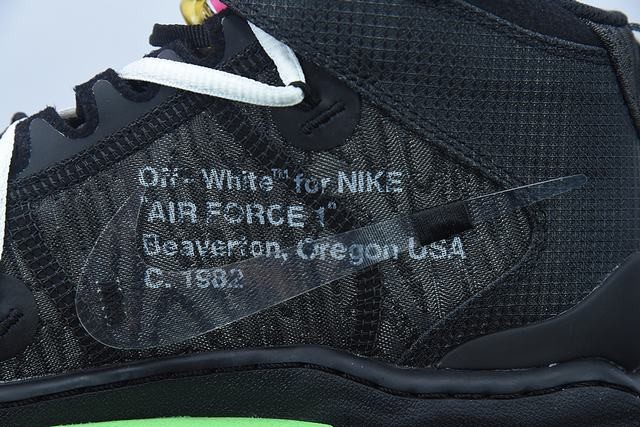 Off-White™ for NIKE
"AIR FORCE 1"
Beaverton, Oregon USA
C. 1982